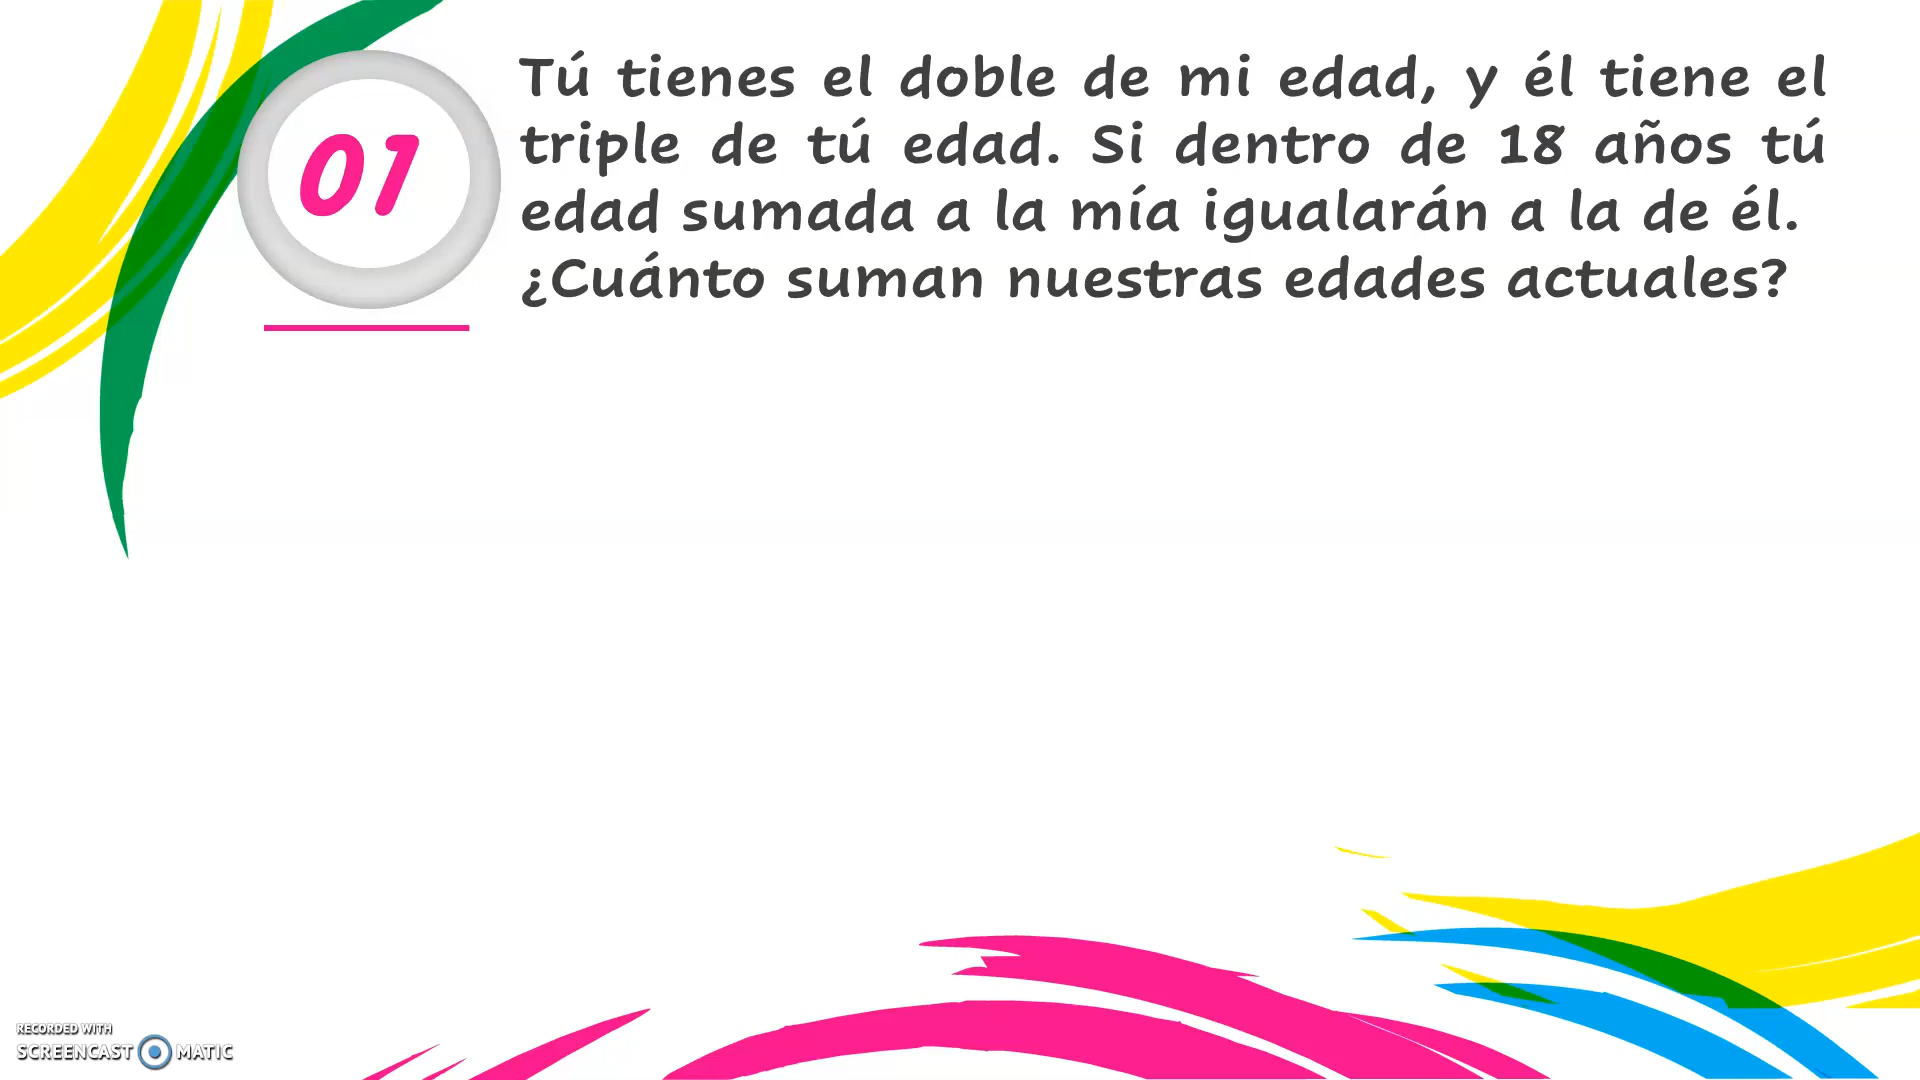 01
Tú tienes el doble de mi edad, y él tiene el
triple de tú edad. Si dentro de 18 años tú
edad sumada a la mía igualarán a la de él.
¿Cuánto suman nuestras edades actuales?
RECORDED WITH
SCREENCAST MATIC